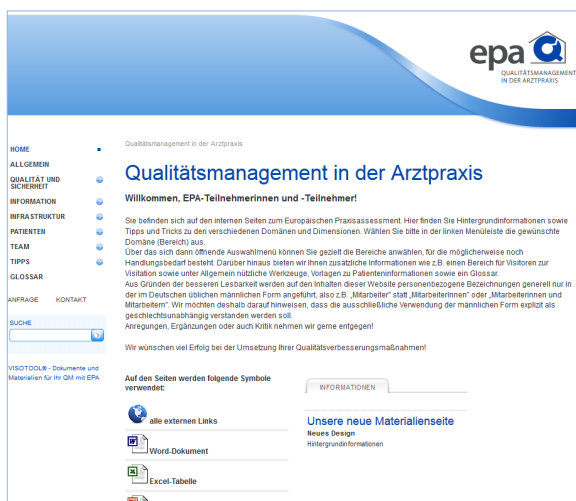 epa
QUALITÄTSMANAGEMENT
IN DER ARZTPRAXIS
HOME
ALLGEMEIN
QUALITÄT UND
SICHERHEIT
INFORMATION
INFRASTRUKTUR
PATIENTEN
TEAM
TIPPS
GLOSSAR
ANFRAGE KONTAKT
SUCHE
VISOTOOL® - Dokumente und
Materialien für Ihr QM mit EPA
Qualitätsmanagement in der Arztpraxis
Qualitätsmanagement in der Arztpraxis
Willkommen, EPA-Teilnehmerinnen und -Teilnehmer!
Sie befinden sich auf den internen Seiten zum Europäischen Praxisassessment. Hier finden Sie Hintergrundinformationen sowie
Tipps und Tricks zu den verschiedenen Domänen und Dimensionen. Wählen Sie bitte in der linken Menüleiste die gewünschte
Domäne (Bereich) aus.
Über das sich dann öffnende Auswahlmenü können Sie gezielt die Bereiche anwählen, für die möglicherweise noch
Handlungsbedarf besteht. Darüber hinaus bieten wir Ihnen zusätzliche Informationen wie z.B. einen Bereich für Visitoren zur
Visitation sowie unter Allgemein nützliche Werkzeuge, Vorlagen zu Patienteninformationen sowie ein Glossar.
Aus Gründen der besseren Lesbarkeit werden auf den Inhalten dieser Website personenbezogene Bezeichnungen generell nur in
der im Deutschen üblichen männlichen Form angeführt, also z.B. „Mitarbeiter" statt „MitarbeiterInnen" oder „Mitarbeiterinnen und
Mitarbeitern". Wir möchten deshalb darauf hinweisen, dass die ausschließliche Verwendung der männlichen Form explizit als
geschlechtsunabhängig verstanden werden soll.
Anregungen, Ergänzungen oder auch Kritik nehmen wir gerne entgegen!
Wir wünschen viel Erfolg bei der Umsetzung Ihrer Qualitätsverbesserungsmaßnahmen!
Auf den Seiten werden folgende Symbole
verwendet:
alle externen Links
Word-Dokument
Excel-Tabelle
INFORMATIONEN
Unsere neue Materialienseite
Neues Design
Hintergrundinformationen